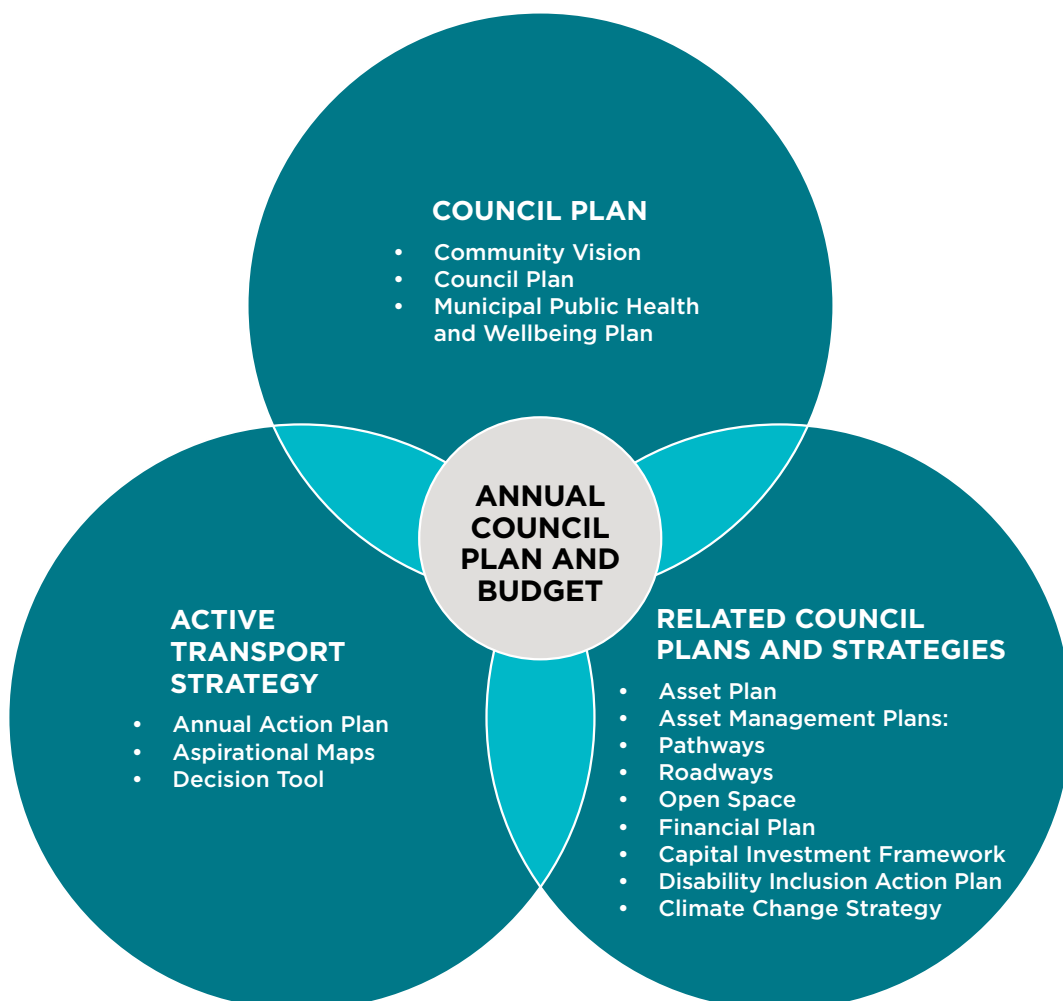 COUNCIL PLAN
• Community Vision
• Council Plan
• Municipal Public Health
and Wellbeing Plan
ANNUAL
COUNCIL
PLAN AND
BUDGET
ACTIVE
TRANSPORT
STRATEGY
• Annual Action Plan
• Aspirational Maps
• Decision Tool
RELATED COUNCIL
PLANS AND STRATEGIES
• Asset Plan
• Asset Management Plans:
• Pathways
• Roadways
• Open Space
• Financial Plan
• Capital Investment Framework
• Disability Inclusion Action Plan
• Climate Change Strategy